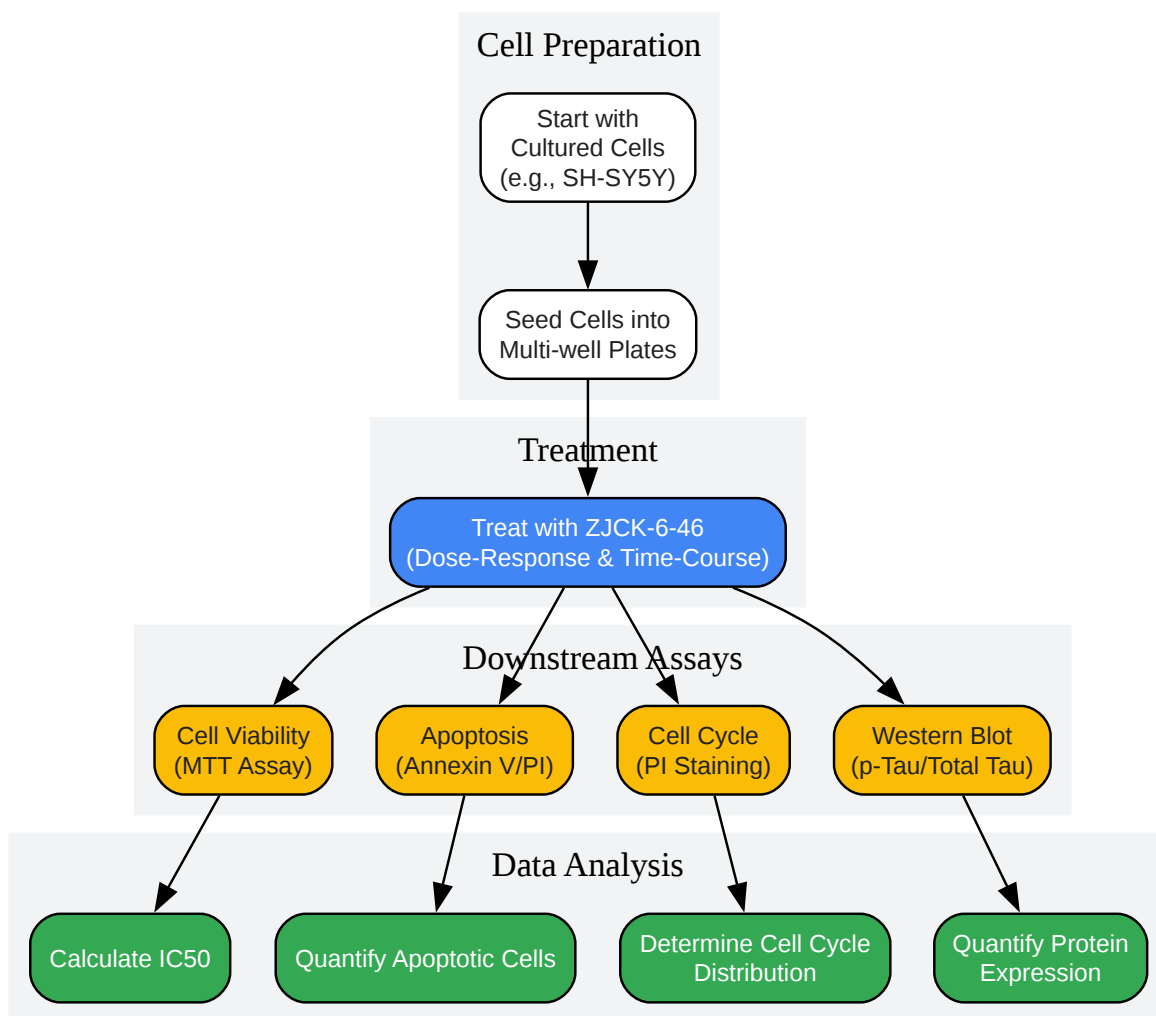 Cell Preparation
Start with
Cultured Cells
(e.g., SH-SY5Y)
Seed Cells into
Multi-well Plates
Treatment
Treat with ZJCK-6-46
(Dose-Response & Time-Course)
Downstream Assays
Cell Viability
(MTT Assay)
Apoptosis
(Annexin V/PI)
Cell Cycle
(PI Staining)
Western Blot
(p-Tau/Total Tau)
Data Analysis
Calculate IC50
Quantify Apoptotic Cells
Determine Cell Cycle
Distribution
Quantify Protein
Expression